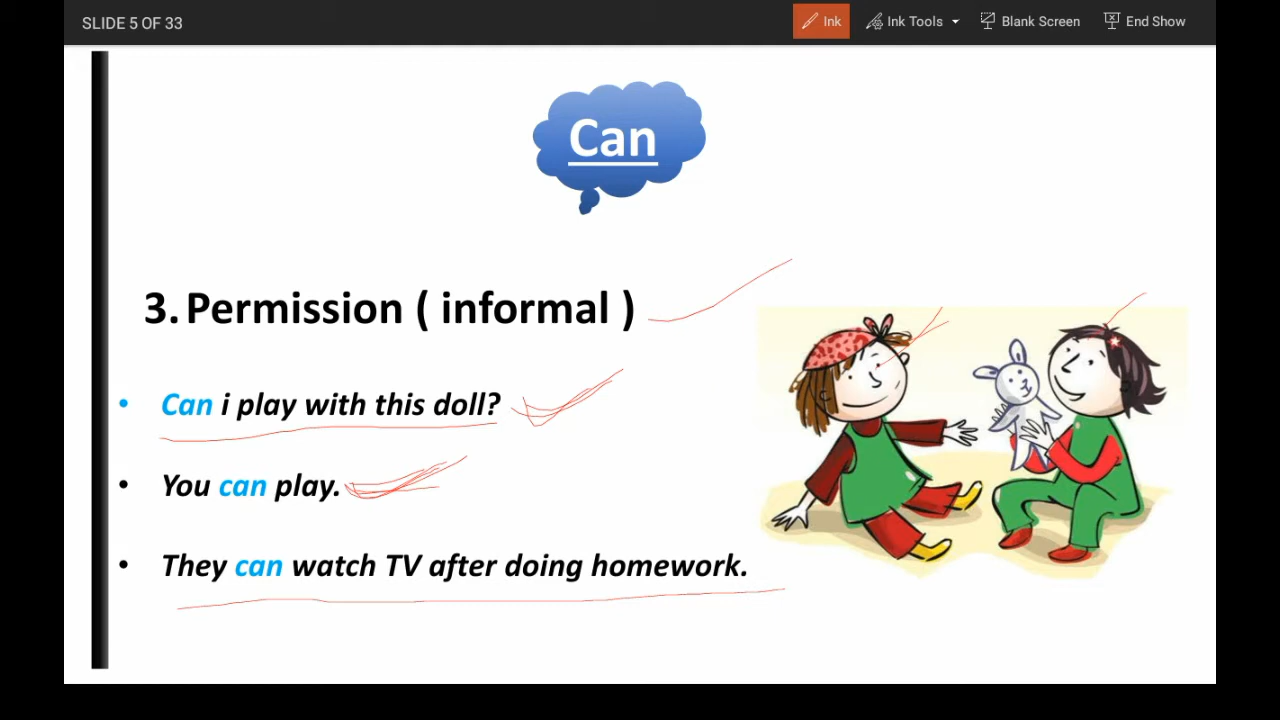 SLIDE 5 OF 33
Ink
Ink Tools
Blank Screen
End Show
Can
3. Permission ( informal )
• Can i play with this doll?
• You can play.
• They can watch TV after doing homework.